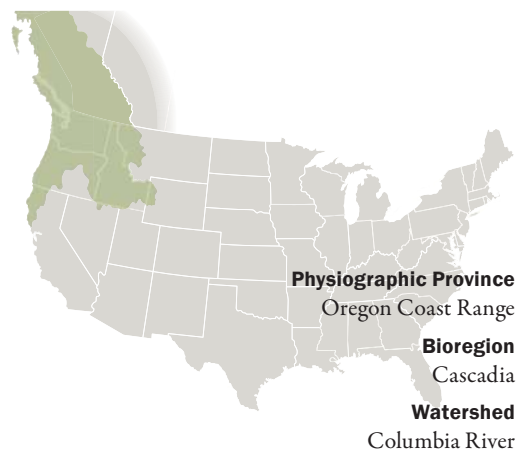 Physiographic Province
Oregon Coast Range
Bioregion
Cascadia
Watershed
Columbia River